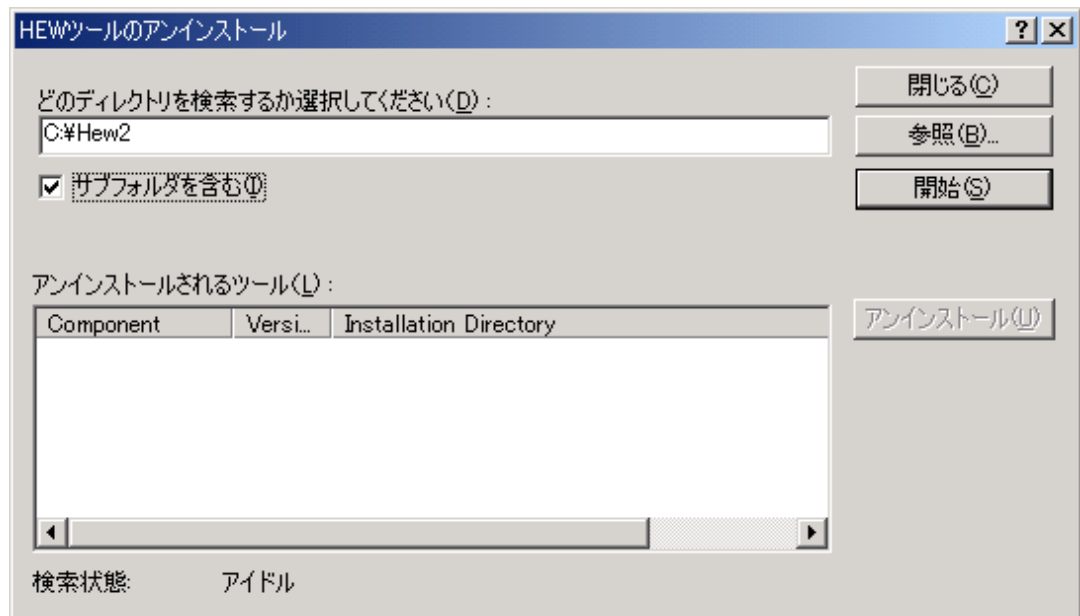 HEWツールのアンインストール
どのディレクトリを検索するか選択してください(D):
C:¥Hew2
サブフォルダを含む(I)
閉じる(C)
参照(B)...
開始(S)
アンインストールされるツール(L):
Component Versi... Installation Directory
アンインストール(U)
検索状態: アイドル